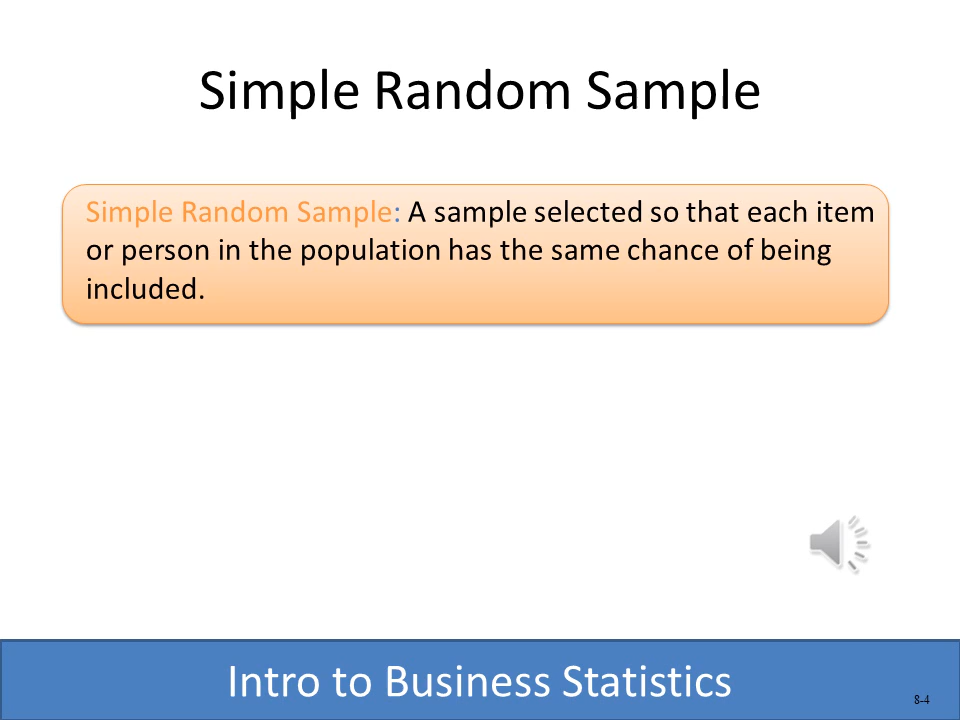 Simple Random Sample
Simple Random Sample: A sample selected so that each item
or person in the population has the same chance of being
included.
Intro to Business Statistics
8-4